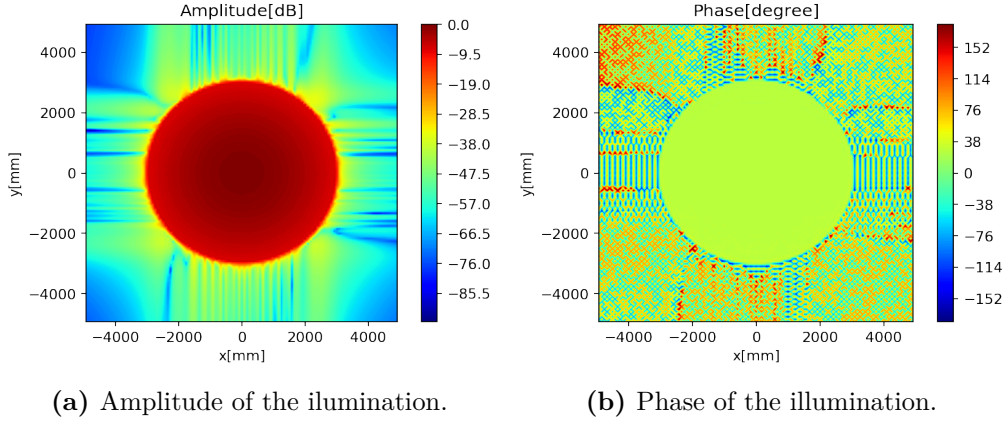 Amplitude[dB]
4000
2000
0
−2000
−4000
y[mm]
−4000 −2000 0 2000 4000
x[mm]
0.0
−9.5
−19.0
−28.5
−38.0
−47.5
−57.0
−66.5
−76.0
−85.5
Phase[degree]
4000
2000
0
−2000
−4000
y[mm]
−4000 −2000 0 2000 4000
x[mm]
152
114
76
38
0
−38
−76
−114
−152
(a) Amplitude of the ilumination.
(b) Phase of the illumination.